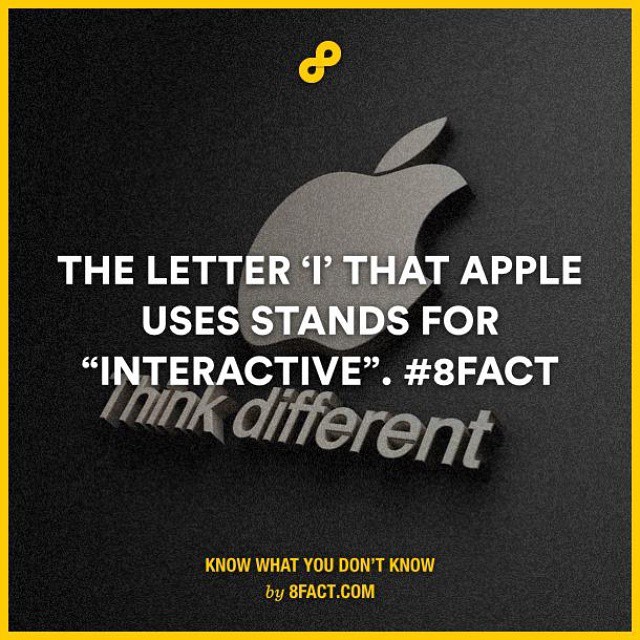 THE LETTER ‘I’ THAT APPLE
USES STANDS FOR
“INTERACTIVE”. #8FACT
Think different
KNOW WHAT YOU DON’T KNOW
by 8FACT.COM